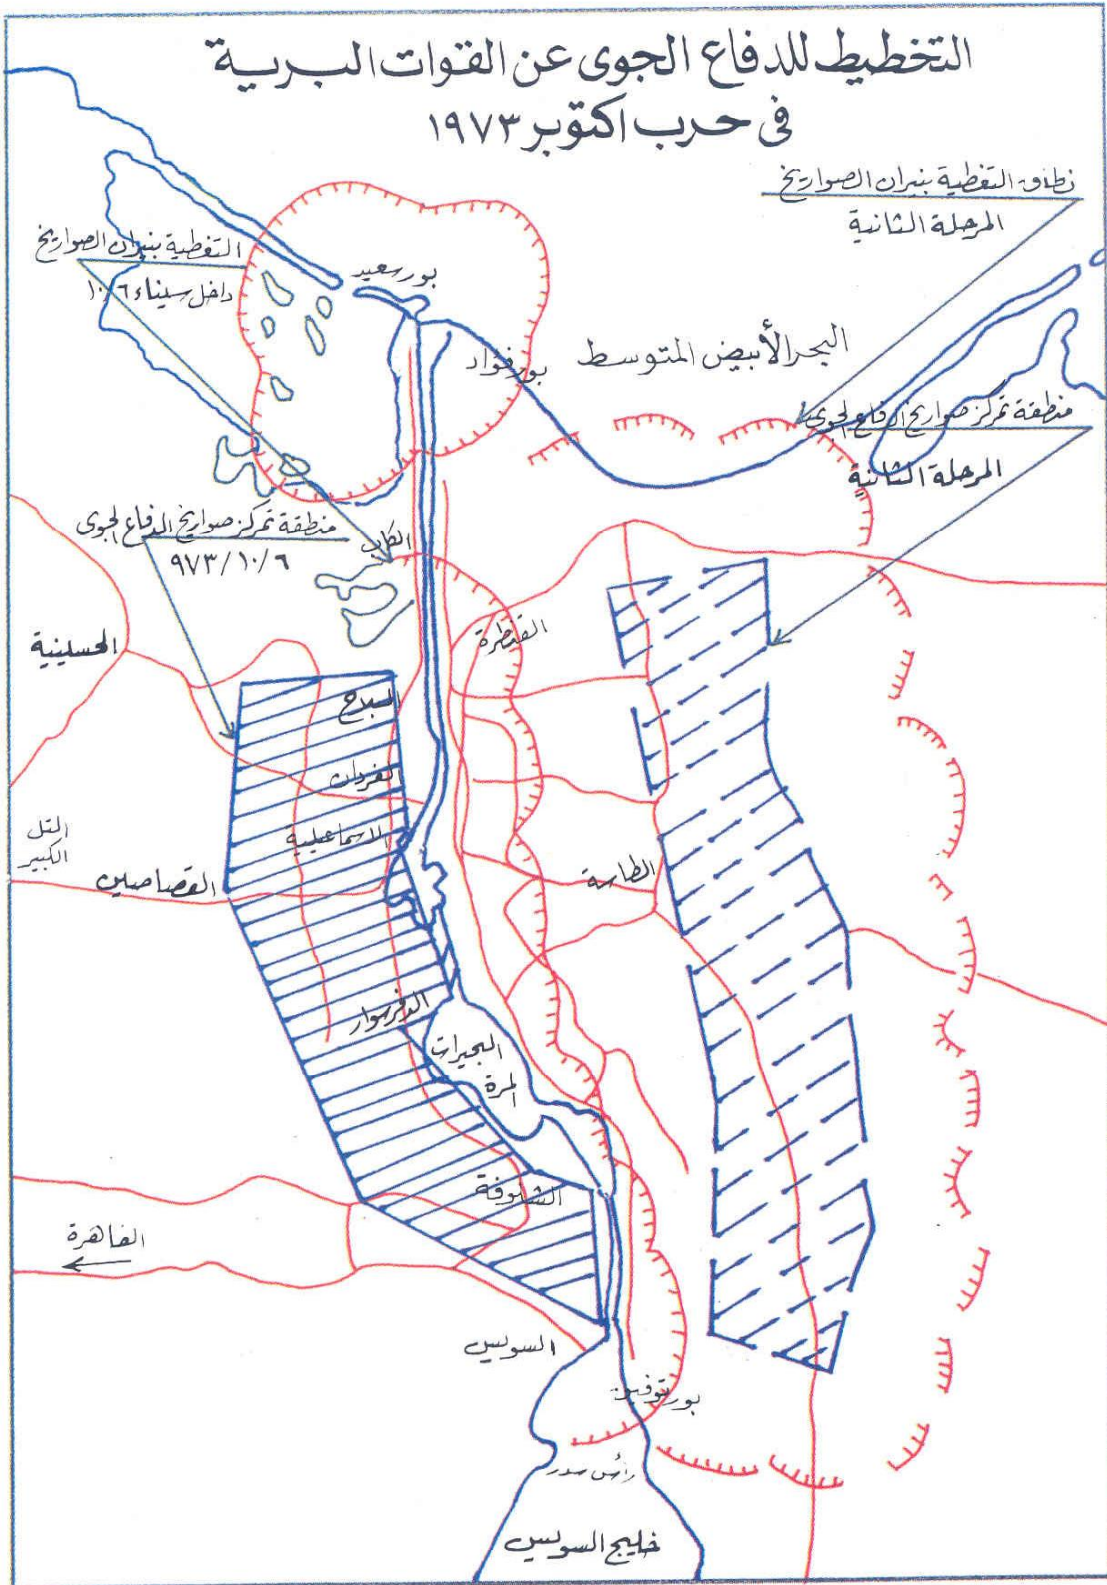 التخطيط للدفاع الجوى عن القوات البرية
فى حرب اكتوبر ١٩٧٣
نطاق التغطية بنيران الصواريخ
المرحلة الثانية
التغطية بنيران الصواريخ
داخل سيناء ١٠/٦
بورسعيد
بورفؤاد
البحر الأبيض المتوسط
منطقة تمركز صواريخ الدفاع الجوى
المرحلة الثانية
منطقة تمركز صواريخ الدفاع الجوى
٩٧٣/١٠/٦
الكاب
القنطرة
الحسينية
البلاح
الفردان
الاسماعيلية
التل
الكبير
القصاصين
الطاسة
الدفرسوار
البحيرات
المرة
الشلوفة
القاهرة
السويس
بورتوفيق
رأس سدر
خليج السويس